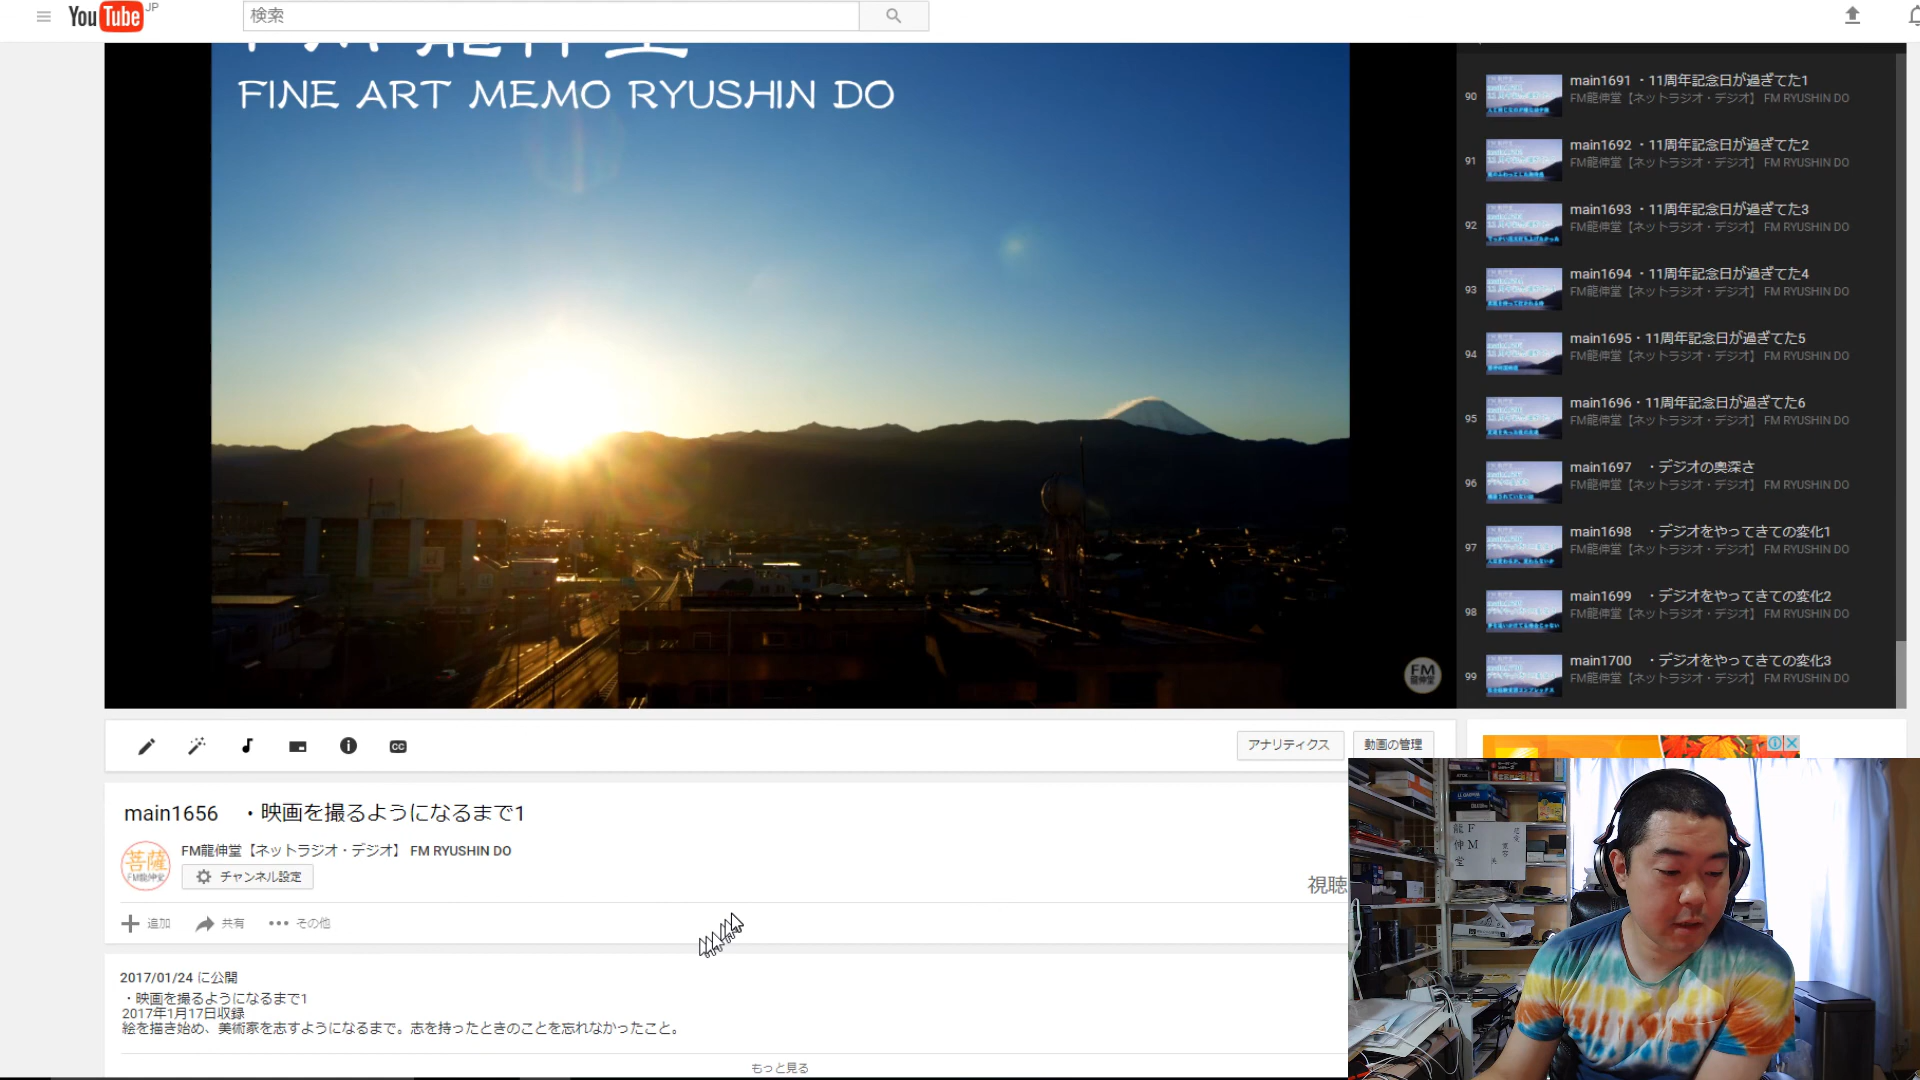 YouTube JP
検索
FM 龍伸堂
FINE ART MEMO RYUSHIN DO
FM
龍伸堂
90
main1691 ・11周年記念日が過ぎてた1
FM龍伸堂【ネットラジオ・デジオ】 FM RYUSHIN DO
91
main1692 ・11周年記念日が過ぎてた2
FM龍伸堂【ネットラジオ・デジオ】 FM RYUSHIN DO
92
main1693 ・11周年記念日が過ぎてた3
FM龍伸堂【ネットラジオ・デジオ】 FM RYUSHIN DO
93
main1694 ・11周年記念日が過ぎてた4
FM龍伸堂【ネットラジオ・デジオ】 FM RYUSHIN DO
94
main1695・11周年記念日が過ぎてた5
FM龍伸堂【ネットラジオ・デジオ】 FM RYUSHIN DO
95
main1696・11周年記念日が過ぎてた6
FM龍伸堂【ネットラジオ・デジオ】 FM RYUSHIN DO
96
main1697　・デジオの奥深さ
FM龍伸堂【ネットラジオ・デジオ】 FM RYUSHIN DO
97
main1698　・デジオをやってきての変化1
FM龍伸堂【ネットラジオ・デジオ】 FM RYUSHIN DO
98
main1699　・デジオをやってきての変化2
FM龍伸堂【ネットラジオ・デジオ】 FM RYUSHIN DO
99
main1700　・デジオをやってきての変化3
FM龍伸堂【ネットラジオ・デジオ】 FM RYUSHIN DO
CC
アナリティクス
動画の管理
main1656　・映画を撮るようになるまで1
菩薩
FM龍伸堂
FM龍伸堂【ネットラジオ・デジオ】 FM RYUSHIN DO
チャンネル設定
視聴
追加
共有
その他
2017/01/24 に公開
・映画を撮るようになるまで1
2017年1月17日収録
絵を描き始め、美術家を志すようになるまで。志を持ったときのことを忘れなかったこと。
もっと見る
龍 F
伸 M
堂